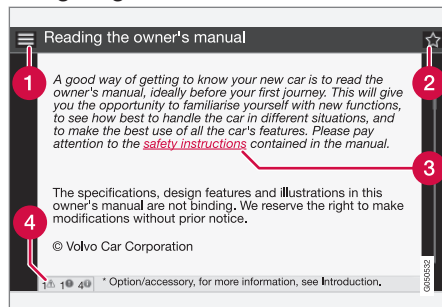 Reading the owner's manual
1
2
A good way of getting to know your new car is to read the
owner's manual, ideally before your first journey. This will give
you the opportunity to familiarise yourself with new functions,
to see how best to handle the car in different situations, and
to make the best use of all the car's features. Please pay
attention to the safety instructions contained in the manual.
3
The specifications, design features and illustrations in this
owner's manual are not binding. We reserve the right to make
modifications without prior notice.
4
© Volvo Car Corporation
1 1 4 * Option/accessory, for more information, see Introduction.
G050532